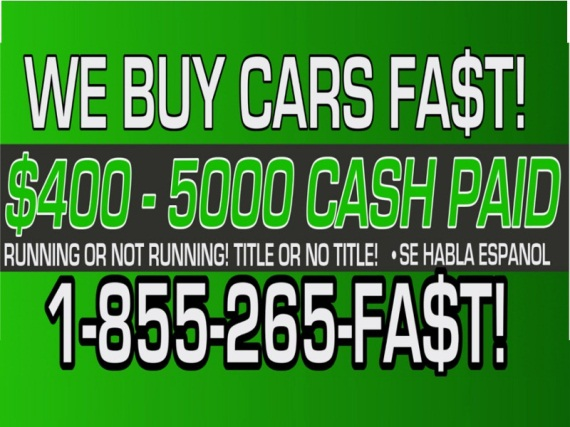 WE BUY CARS FA$T!
$400 - 5000 CASH PAID
RUNNING OR NOT RUNNING! TITLE OR NO TITLE! • SE HABLA ESPANOL
1-855-265-FA$T!